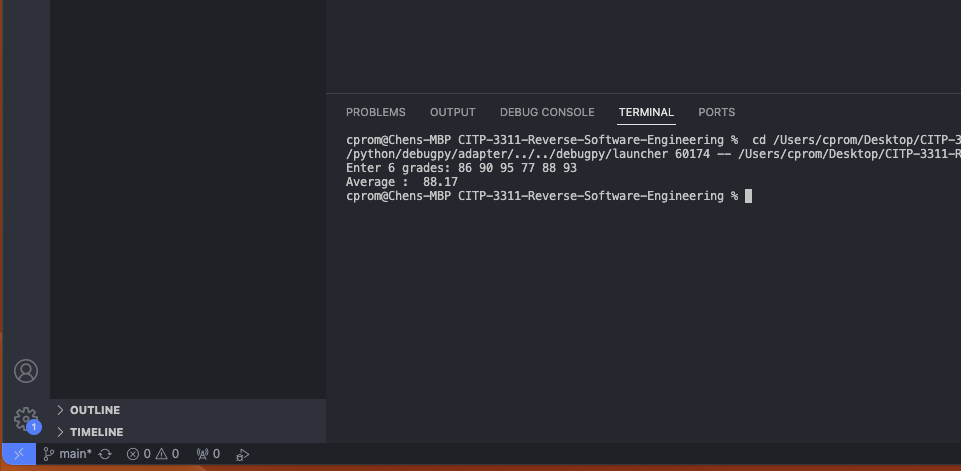 PROBLEMS OUTPUT DEBUG CONSOLE TERMINAL PORTS
cprom@Chens-MBP CITP-3311-Reverse-Software-Engineering %  cd /Users/cprom/Desktop/CITP-3
/python/debugpy/adapter/../../debugpy/launcher 60174 -- /Users/cprom/Desktop/CITP-3311-R
Enter 6 grades: 86 90 95 77 88 93
Average :  88.17
cprom@Chens-MBP CITP-3311-Reverse-Software-Engineering %
1
OUTLINE
TIMELINE
main* 0 0 0